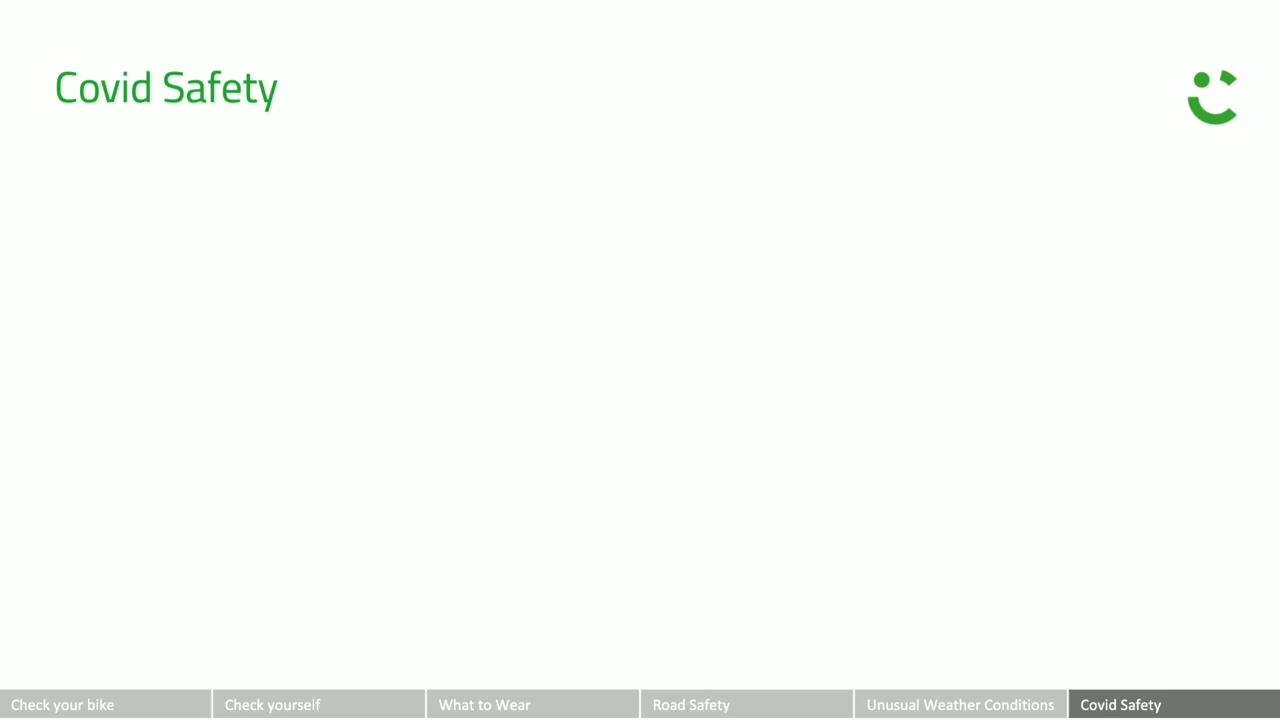 Covid Safety
Check your bike
Check yourself
What to Wear
Road Safety
Unusual Weather Conditions
Covid Safety